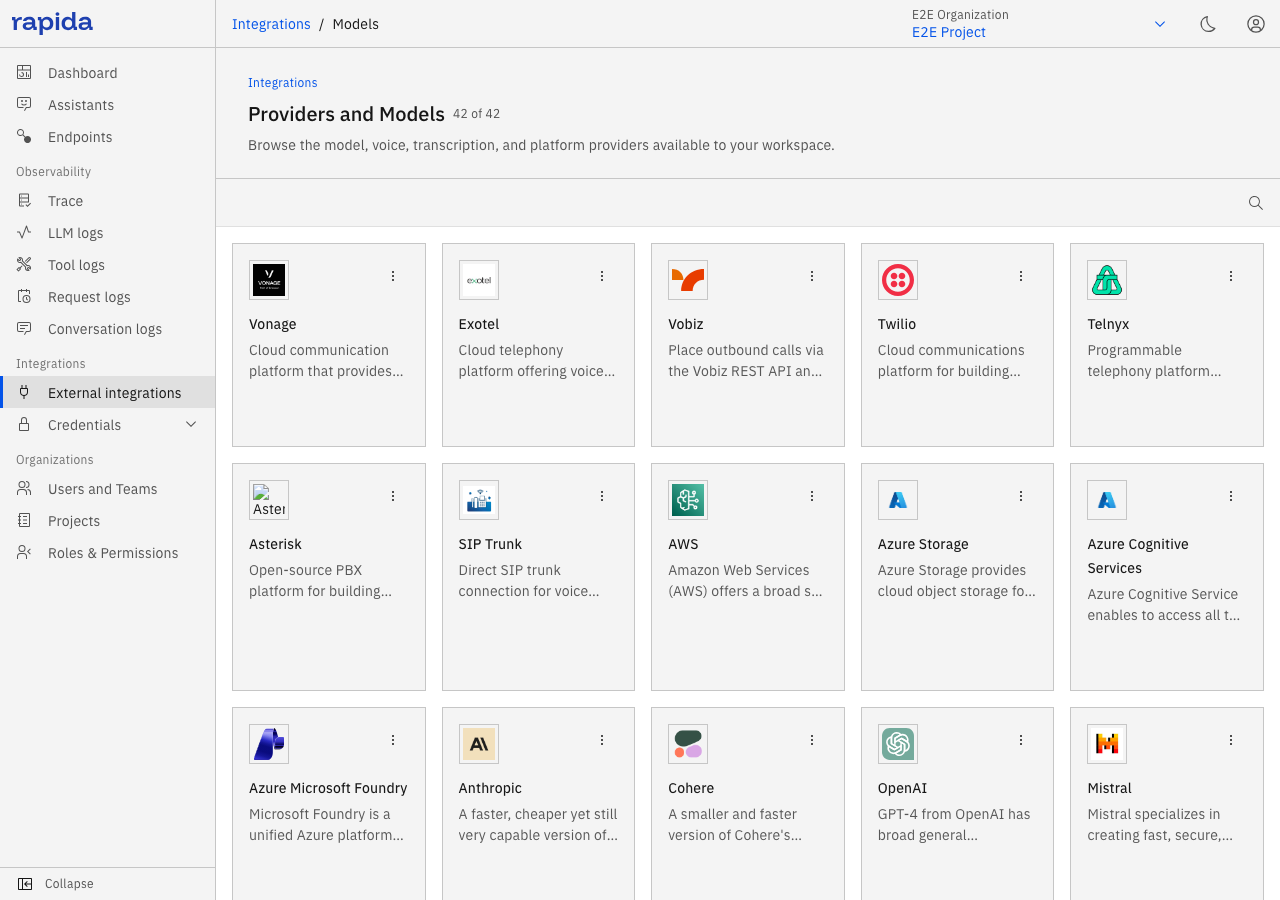 rapida
Integrations / Models
E2E Organization
E2E Project
Dashboard
Assistants
Endpoints
Observability
Trace
LLM logs
Tool logs
Request logs
Conversation logs
Integrations
External integrations
Credentials
Organizations
Users and Teams
Projects
Roles & Permissions
Collapse
Integrations
Providers and Models 42 of 42
Browse the model, voice, transcription, and platform providers available to your workspace.
VONAGE
Vonage
Cloud communication
platform that provides...
exotel
Exotel
Cloud telephony
platform offering voice...
Vobiz
Place outbound calls via
the Vobiz REST API an...
Twilio
Cloud communications
platform for building...
Telnyx
Programmable
telephony platform...
Aster
Asterisk
Open-source PBX
platform for building...
SIP Trunk
Direct SIP trunk
connection for voice...
AWS
Amazon Web Services
(AWS) offers a broad s...
Azure Storage
Azure Storage provides
cloud object storage fo...
Azure Cognitive
Services
Azure Cognitive Service
enables to access all t...
Azure Microsoft Foundry
Microsoft Foundry is a
unified Azure platform...
Anthropic
A faster, cheaper yet still
very capable version of...
Cohere
A smaller and faster
version of Cohere's...
OpenAI
GPT-4 from OpenAI has
broad general...
Mistral
Mistral specializes in
creating fast, secure,...